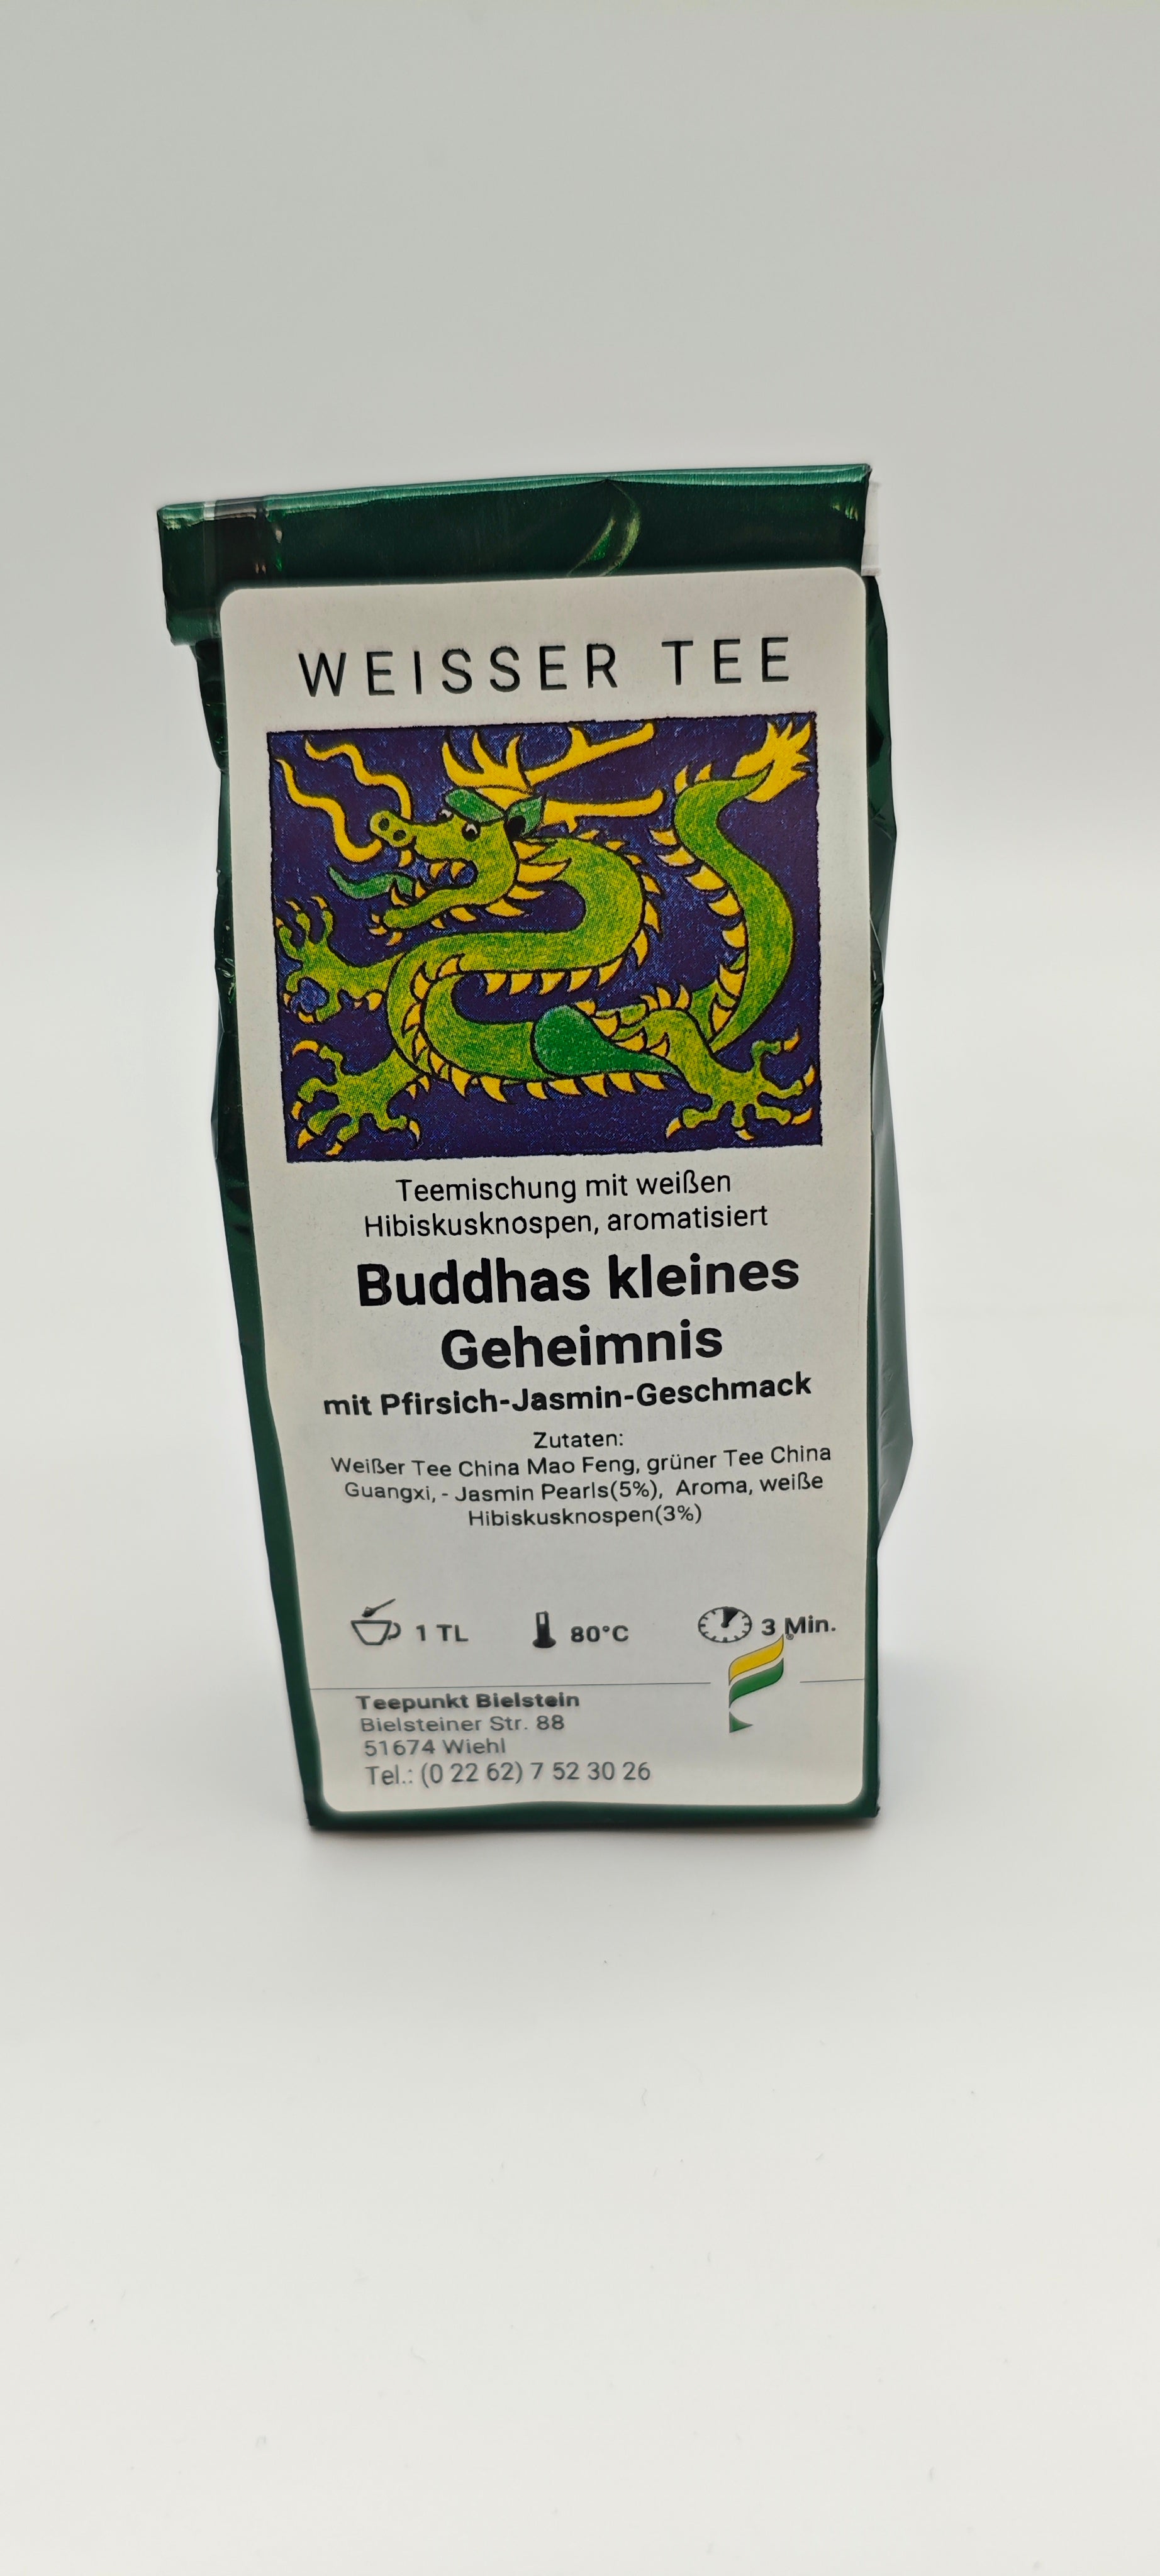 WEISSER TEE
Teemischung mit weißen
Hibiskusknospen, aromatisiert
Buddhas kleines
Geheimnis
mit Pfirsich-Jasmin-Geschmack
Zutaten:
Weißer Tee China Mao Feng, grüner Tee China
Guangxi, - Jasmin Pearls(5%), Aroma, weiße
Hibiskusknospen(3%)
1 TL 80°C 3 Min.
Teepunkt Bielstein
Bielsteiner Str. 88
51674 Wiehl
Tel.: (0 22 62) 7 52 30 26